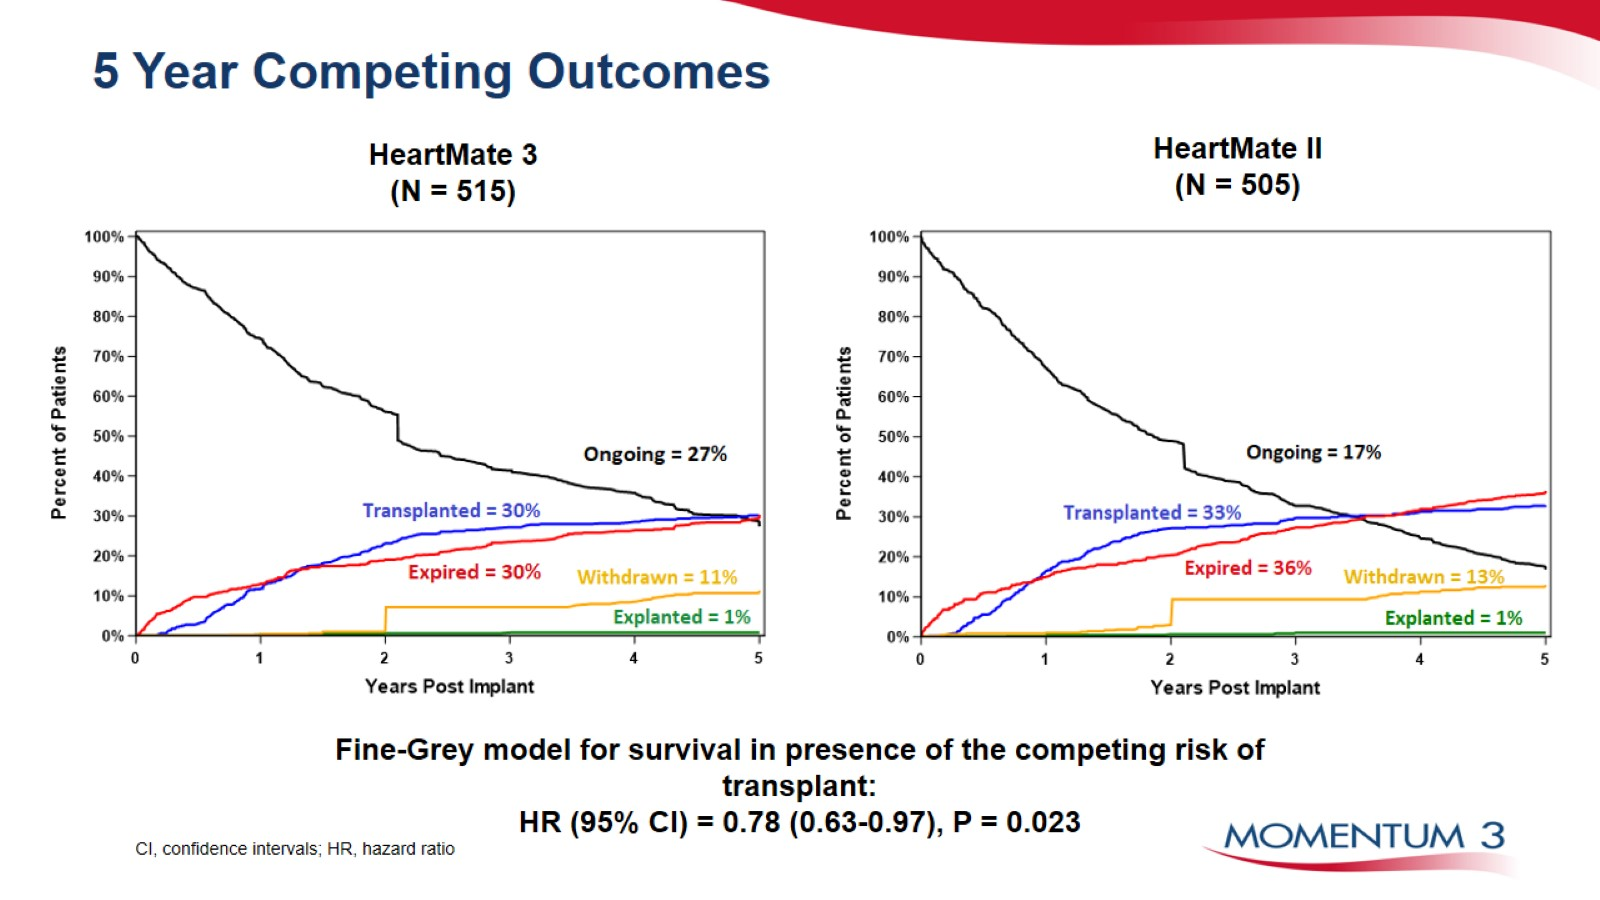 5 Year Competing Outcomes
HeartMate 3
(N = 515)
100%
90%
80%
70%
60%
50%
40%
30%
20%
10%
0%
Percent of Patients
Ongoing = 27%
Transplanted = 30%
Expired = 30%
Withdrawn = 11%
Explanted = 1%
0 1 2 3 4 5
Years Post Implant
HeartMate II
(N = 505)
100%
90%
80%
70%
60%
50%
40%
30%
20%
10%
0%
Percent of Patients
Ongoing = 17%
Transplanted = 33%
Expired = 36%
Withdrawn = 13%
Explanted = 1%
0 1 2 3 4 5
Years Post Implant
Fine-Grey model for survival in presence of the competing risk of
transplant:
HR (95% CI) = 0.78 (0.63-0.97), P = 0.023
CI, confidence intervals; HR, hazard ratio
MOMENTUM 3